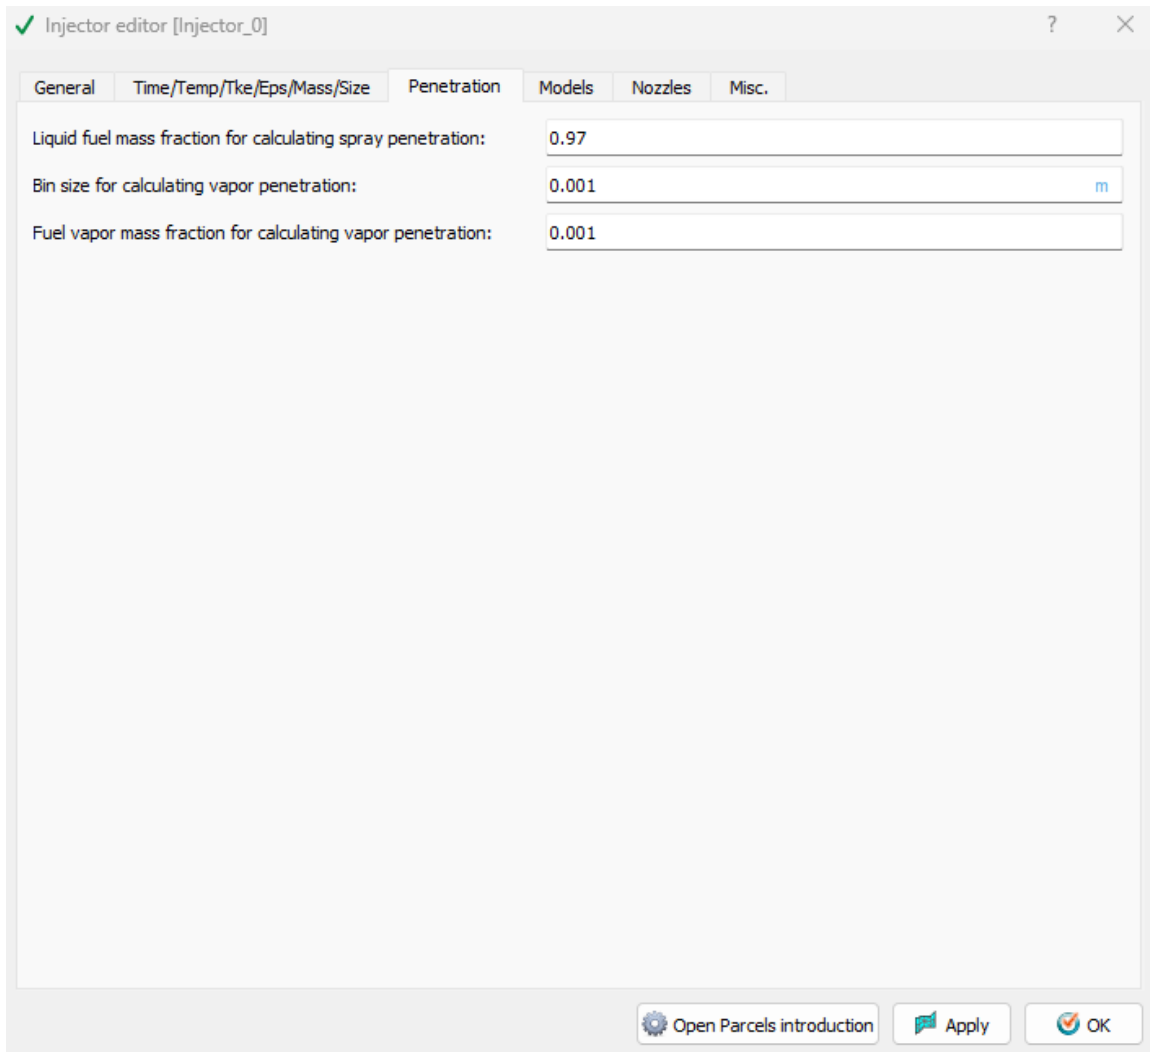 Injector editor [Injector_0] ?
General Time/Temp/Tke/Eps/Mass/Size Penetration Models Nozzles Misc.
Liquid fuel mass fraction for calculating spray penetration: 0.97
Bin size for calculating vapor penetration: 0.001 m
Fuel vapor mass fraction for calculating vapor penetration: 0.001
Open Parcels introduction Apply OK